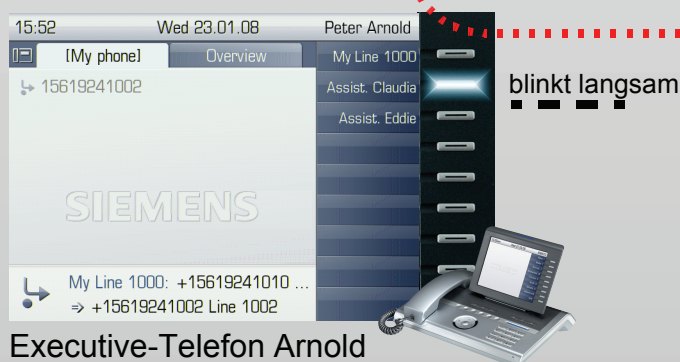 15:52 Wed 23.01.08 Peter Arnold
[My phone] Overview My Line 1000
15619241002 Assist. Claudia blinkt langsam
Assist. Eddie
SIEMENS
My Line 1000: +15619241010 ...
⇒ +15619241002 Line 1002
Executive-Telefon Arnold